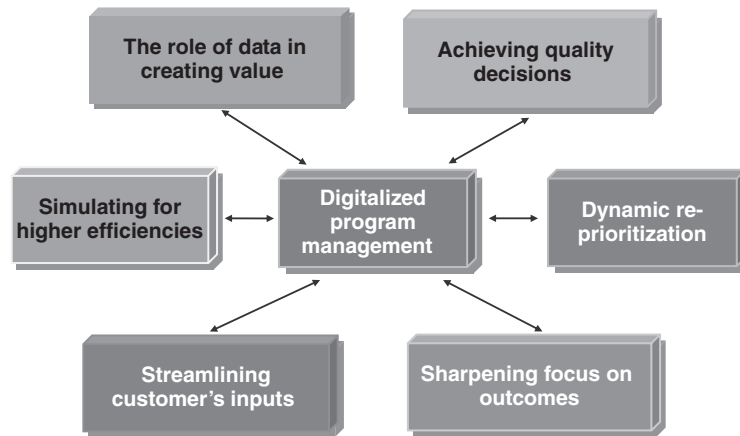 The role of data in
creating value
Achieving quality
decisions
Simulating for
higher efficiencies
Digitalized
program
management
Dynamic re-
prioritization
Streamlining
customer's inputs
Sharpening focus on
outcomes